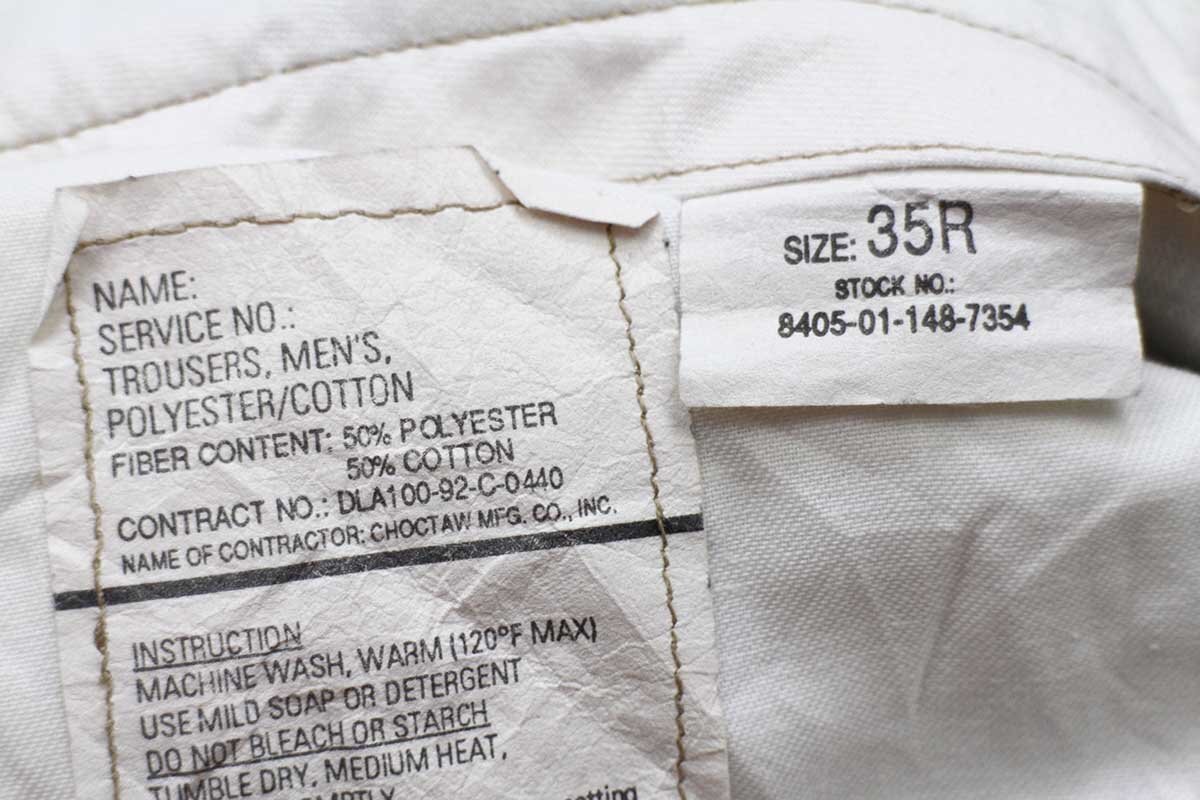 NAME:
SERVICE NO.:
TROUSERS, MEN'S,
POLYESTER/COTTON
FIBER CONTENT: 50% POLYESTER
50% COTTON
CONTRACT NO.: DLA100-92-C-0440
NAME OF CONTRACTOR: CHOCTAW MFG. CO., INC.
INSTRUCTION
MACHINE WASH, WARM (120ºF MAX)
USE MILD SOAP OR DETERGENT
DO NOT BLEACH OR STARCH
TUMBLE DRY, MEDIUM HEAT,
SIZE: 35R
STOCK NO.:
8405-01-148-7354